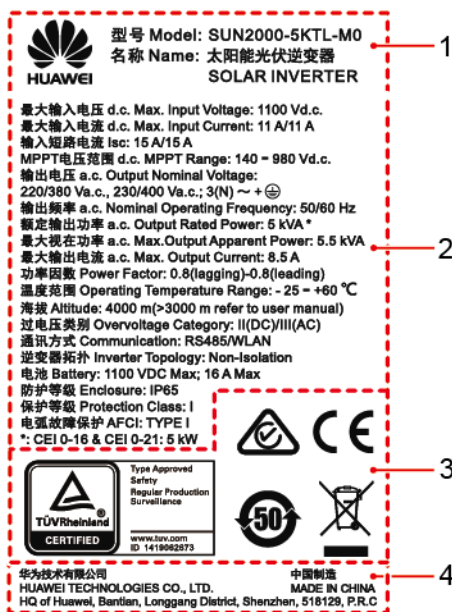 型号 Model: SUN2000-5KTL-M0
名称 Name: 太阳能光伏逆变器
SOLAR INVERTER
HUAWEI
1
最大输入电压 d.c. Max. Input Voltage: 1100 Vd.c.
最大输入电流 d.c. Max. Input Current: 11 A/11 A
输入短路电流 Isc: 15 A/15 A
MPPT电压范围 d.c. MPPT Range: 140 - 980 Vd.c.
输出电压 a.c. Output Nominal Voltage:
220/380 Va.c., 230/400 Va.c.; 3(N) ~ +
输出频率 a.c. Nominal Operating Frequency: 50/60 Hz
额定输出功率 a.c. Output Rated Power: 5 kVA *
最大视在功率 a.c. Max.Output Apparent Power: 5.5 kVA
最大输出电流 a.c. Max. Output Current: 8.5 A
功率因数 Power Factor: 0.8(lagging)-0.8(leading)
温度范围 Operating Temperature Range: - 25 - +60 ℃
海拔 Altitude: 4000 m(>3000 m refer to user manual)
过电压类别 Overvoltage Category: II(DC)/III(AC)
通讯方式 Communication: RS485/WLAN
逆变器拓扑 Inverter Topology: Non-Isolation
电池 Battery: 1100 VDC Max; 16 A Max
防护等级 Enclosure: IP65
保护等级 Protection Class: I
电弧故障保护 AFCI: TYPE I
*: CEI 0-16 & CEI 0-21: 5 kW
2
CE
TÜVRheinland
CERTIFIED
Type Approved
Safety
Regular Production
Surveillance
www.tuv.com
ID 1419062673
50
3
华为技术有限公司 中国制造
HUAWEI TECHNOLOGIES CO., LTD. MADE IN CHINA
HQ of Huawei, Bantian, Longgang District, Shenzhen, 518129, P.R.C
4